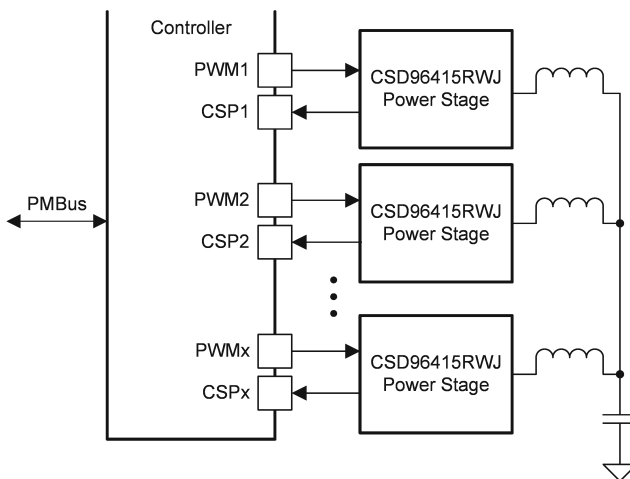 Controller
PWM1
CSP1
CSD96415RWJ
Power Stage
PMBus
PWM2
CSP2
CSD96415RWJ
Power Stage
PWMx
CSPx
CSD96415RWJ
Power Stage